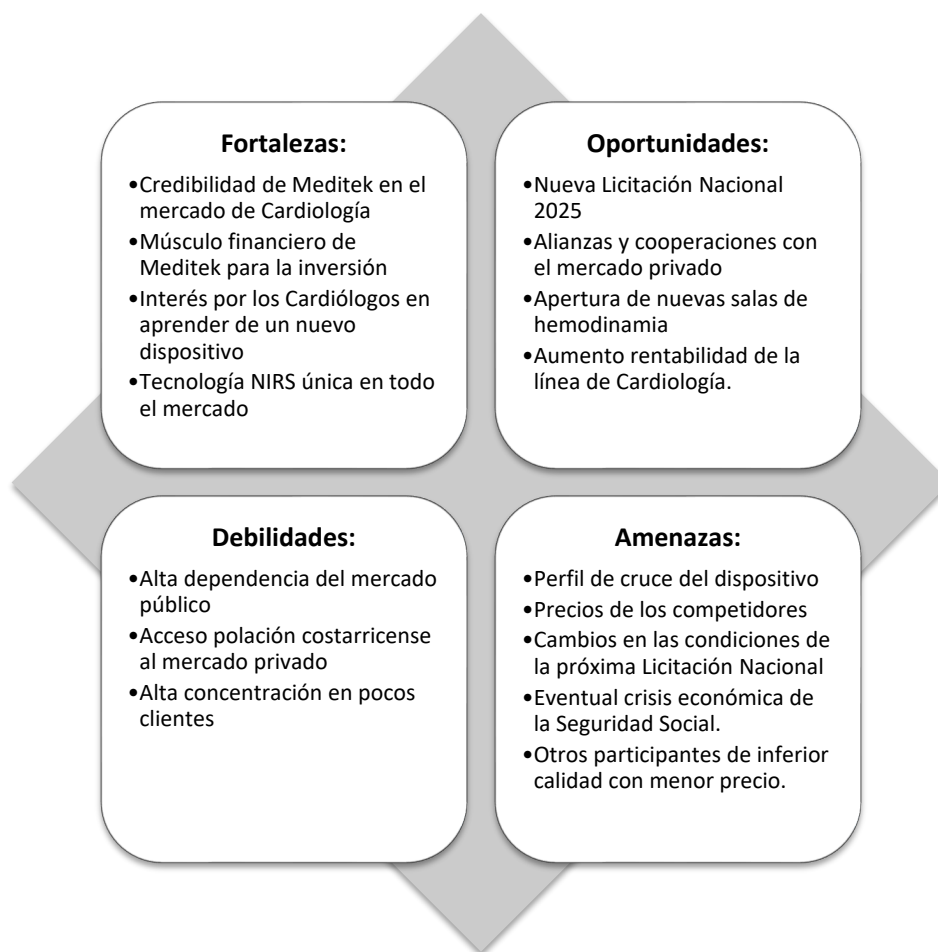 Fortalezas:
•Credibilidad de Meditek en el
mercado de Cardiología
•Músculo financiero de
Meditek para la inversión
•Interés por los Cardiólogos en
aprender de un nuevo
dispositivo
•Tecnología NIRS única en todo
el mercado
Oportunidades:
•Nueva Licitación Nacional
2025
•Alianzas y cooperaciones con
el mercado privado
•Apertura de nuevas salas de
hemodinamia
•Aumento rentabilidad de la
línea de Cardiología.
Debilidades:
•Alta dependencia del mercado
público
•Acceso polación costarricense
al mercado privado
•Alta concentración en pocos
clientes
Amenazas:
•Perfil de cruce del dispositivo
•Precios de los competidores
•Cambios en las condiciones de
la próxima Licitación Nacional
•Eventual crisis económica de
la Seguridad Social.
•Otros participantes de inferior
calidad con menor precio.